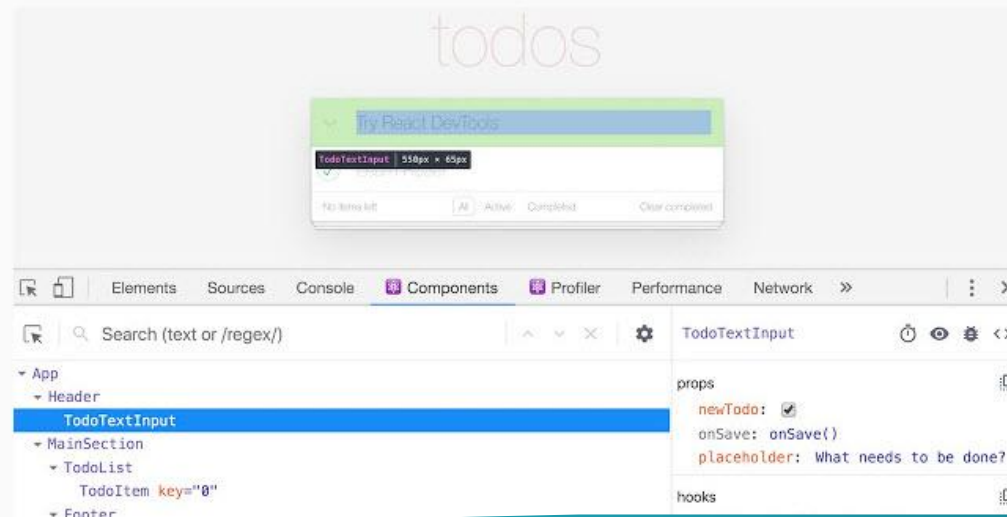 todos
Try React DevTools
TodoTextInput | 550px × 65px
No items left All Active Completed Clear completed
Elements Sources Console Components Profiler Performance Network »
Search (text or /regex/)
TodoTextInput
App
Header
TodoTextInput
MainSection
TodoList
TodoItem key="0"
Footer
props
newTodo:
onSave: onSave()
placeholder: What needs to be done?
hooks